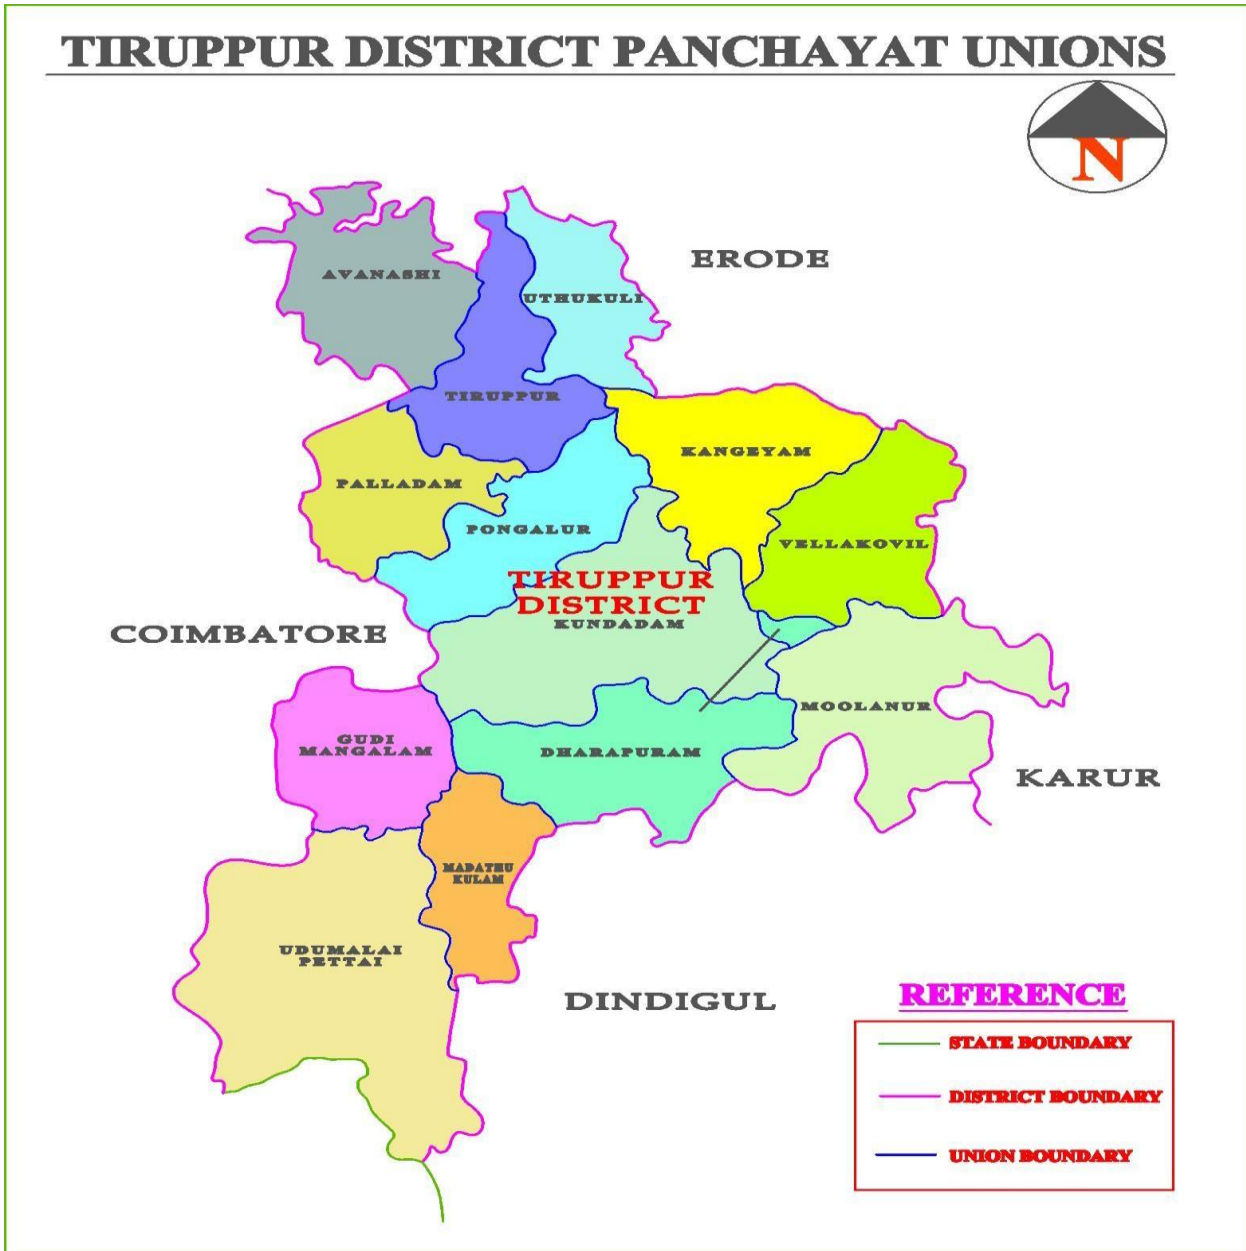 TIRUPPUR DISTRICT PANCHAYAT UNIONS
N
ERODE
AVANASHI
UTHUKULI
TIRUPPUR
KANGEYAM
PALLADAM
PONGALUR
VELLAKOVIL
TIRUPPUR
DISTRICT
KUNDADAM
COIMBATORE
MOOLANUR
GUDI
MANGALAM
DHARAPURAM
KARUR
MADATHU
KULAM
UDUMALAI
PETTAI
DINDIGUL
REFERENCE
STATE BOUNDARY
DISTRICT BOUNDARY
UNION BOUNDARY